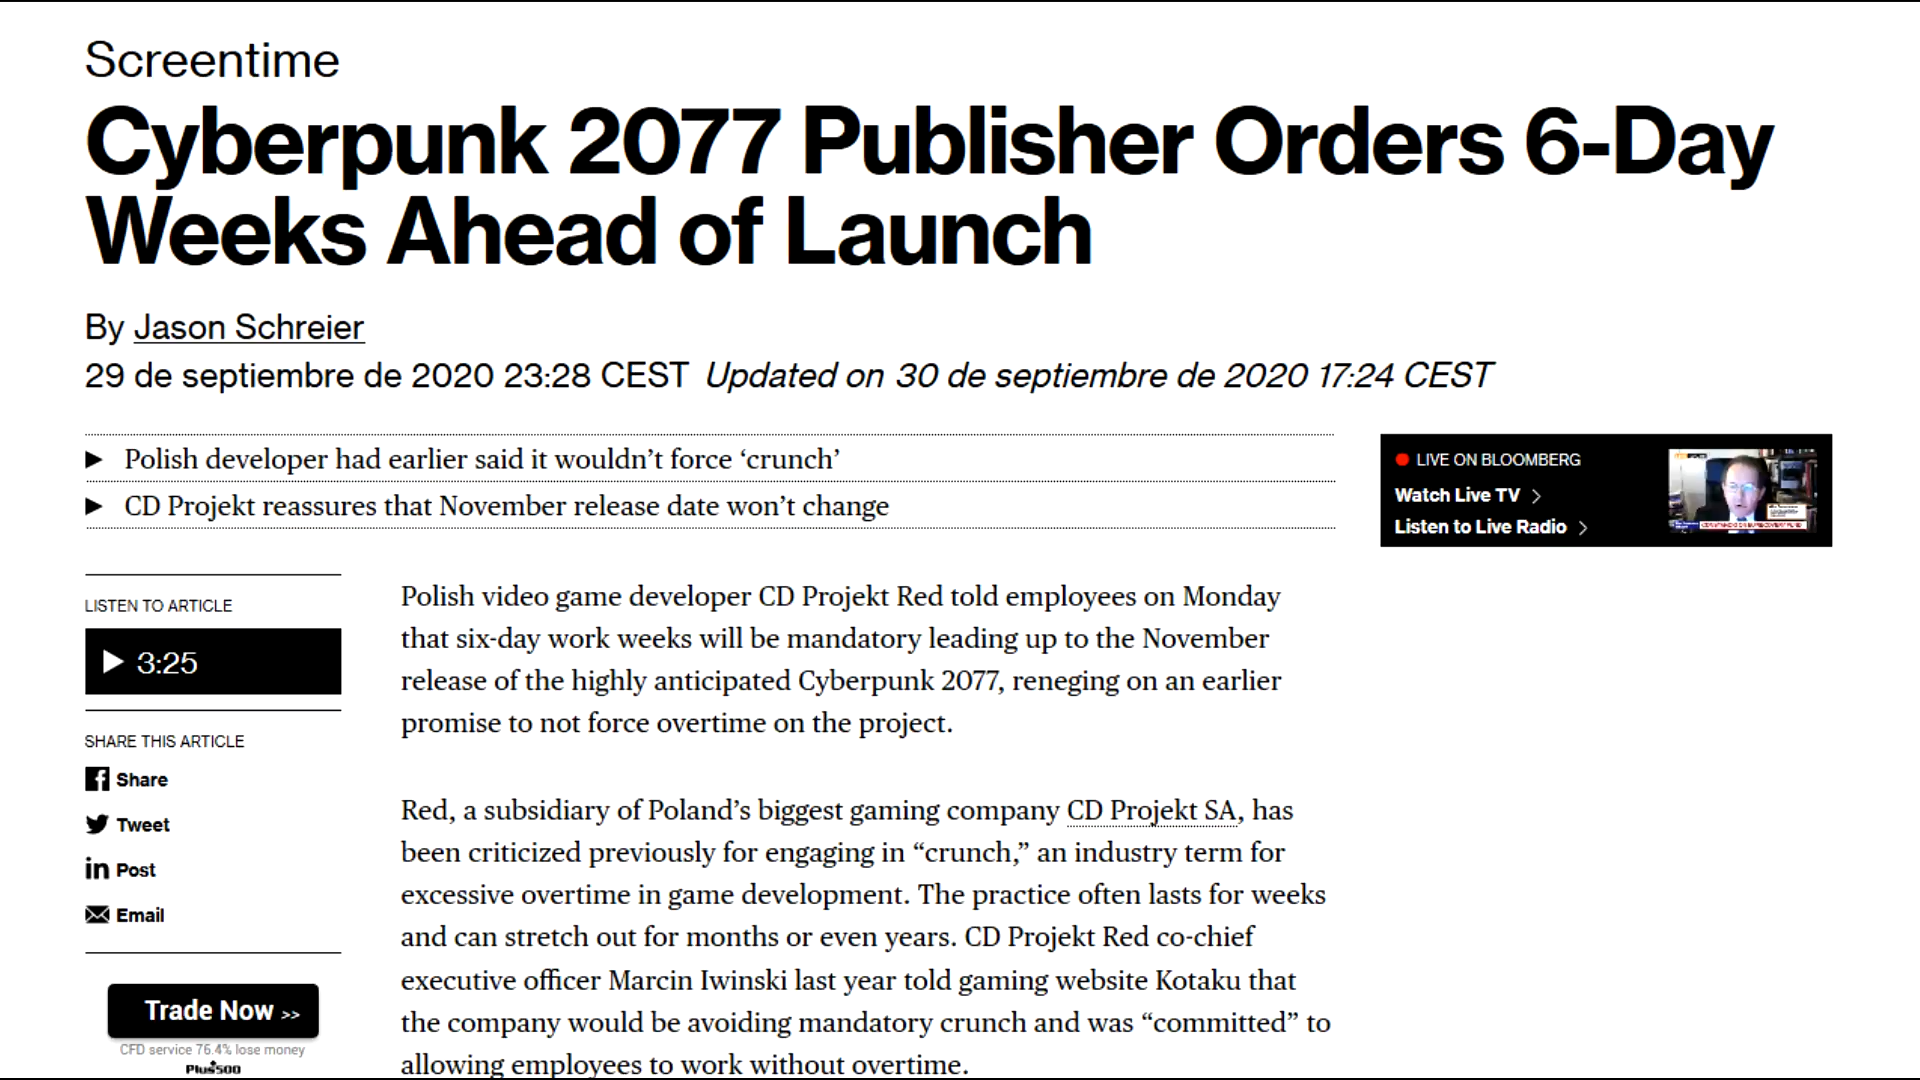 Screentime
Cyberpunk 2077 Publisher Orders 6-Day
Weeks Ahead of Launch
By Jason Schreier
29 de septiembre de 2020 23:28 CEST Updated on 30 de septiembre de 2020 17:24 CEST
Polish developer had earlier said it wouldn’t force ‘crunch’
CD Projekt reassures that November release date won’t change
LIVE ON BLOOMBERG
Watch Live TV
Listen to Live Radio
LISTEN TO ARTICLE
3:25
SHARE THIS ARTICLE
Share
Tweet
Post
Email
Trade Now >>
CFD service 76.4% lose money
Plus500
Polish video game developer CD Projekt Red told employees on Monday
that six-day work weeks will be mandatory leading up to the November
release of the highly anticipated Cyberpunk 2077, reneging on an earlier
promise to not force overtime on the project.
Red, a subsidiary of Poland’s biggest gaming company CD Projekt SA, has
been criticized previously for engaging in “crunch,” an industry term for
excessive overtime in game development. The practice often lasts for weeks
and can stretch out for months or even years. CD Projekt Red co-chief
executive officer Marcin Iwinski last year told gaming website Kotaku that
the company would be avoiding mandatory crunch and was “committed” to
allowing employees to work without overtime.